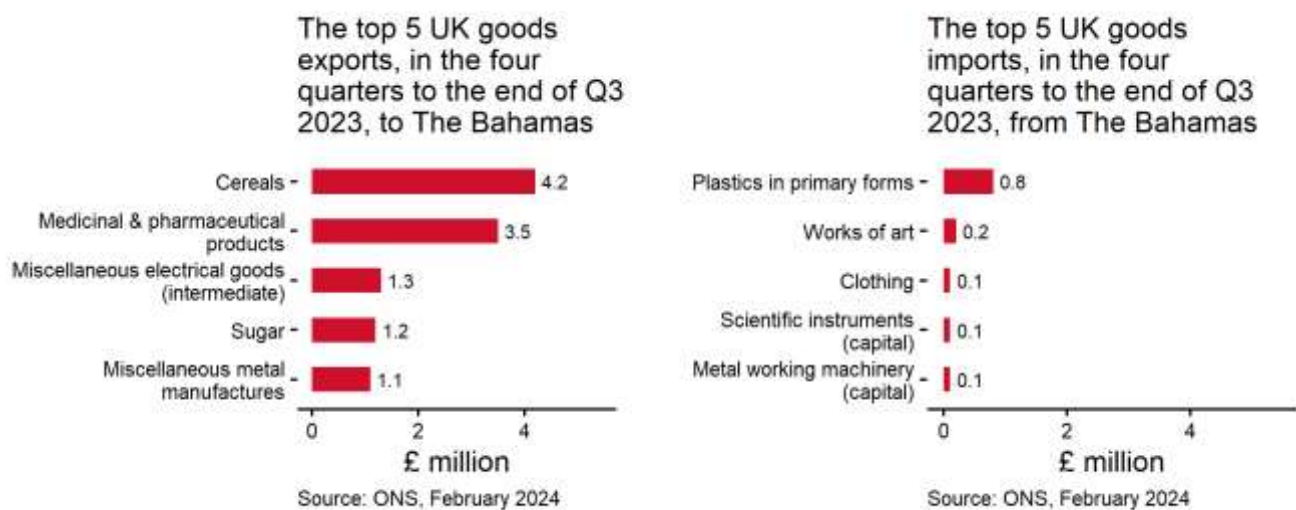 The top 5 UK goods
exports, in the four
quarters to the end of Q3
2023, to The Bahamas
Cereals
4.2
Medicinal & pharmaceutical
products
3.5
Miscellaneous electrical goods
(intermediate)
1.3
Sugar
1.2
Miscellaneous metal
manufactures
1.1
0 2 4
£ million
Source: ONS, February 2024
The top 5 UK goods
imports, in the four
quarters to the end of Q3
2023, from The Bahamas
Plastics in primary forms
0.8
Works of art
0.2
Clothing
0.1
Scientific instruments
(capital)
0.1
Metal working machinery
(capital)
0.1
0 2 4
£ million
Source: ONS, February 2024